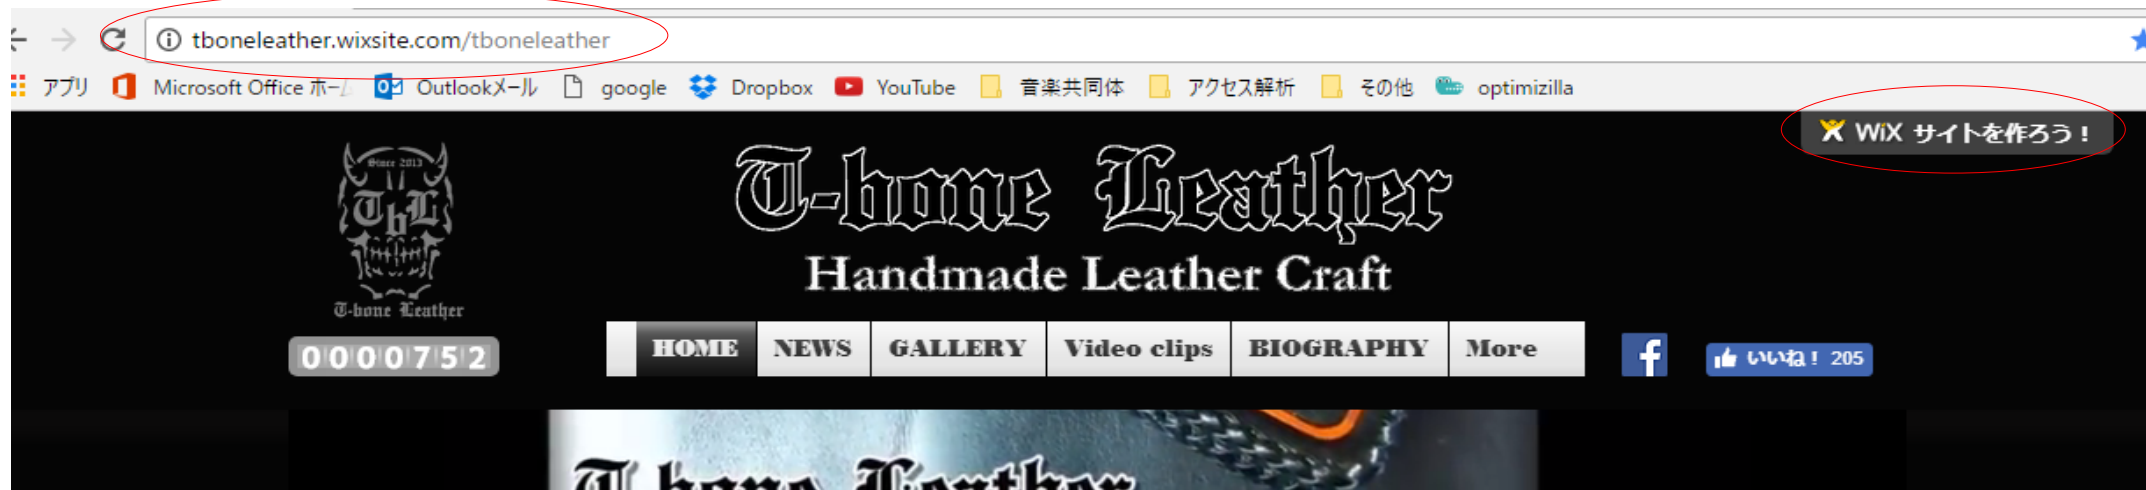 tboneleather.wixsite.com/tboneleather
アプリ Microsoft Office ホーム Outlookメール google Dropbox YouTube 音楽共同体 アクセス解析 その他 optimizilla
WiX サイトを作ろう！
Since 2013
TbL
T-bone Leather
T-bone Leather
Handmade Leather Craft
0000752
HOME NEWS GALLERY Video clips BIOGRAPHY More
f いいね！ 205
T-bone Leather